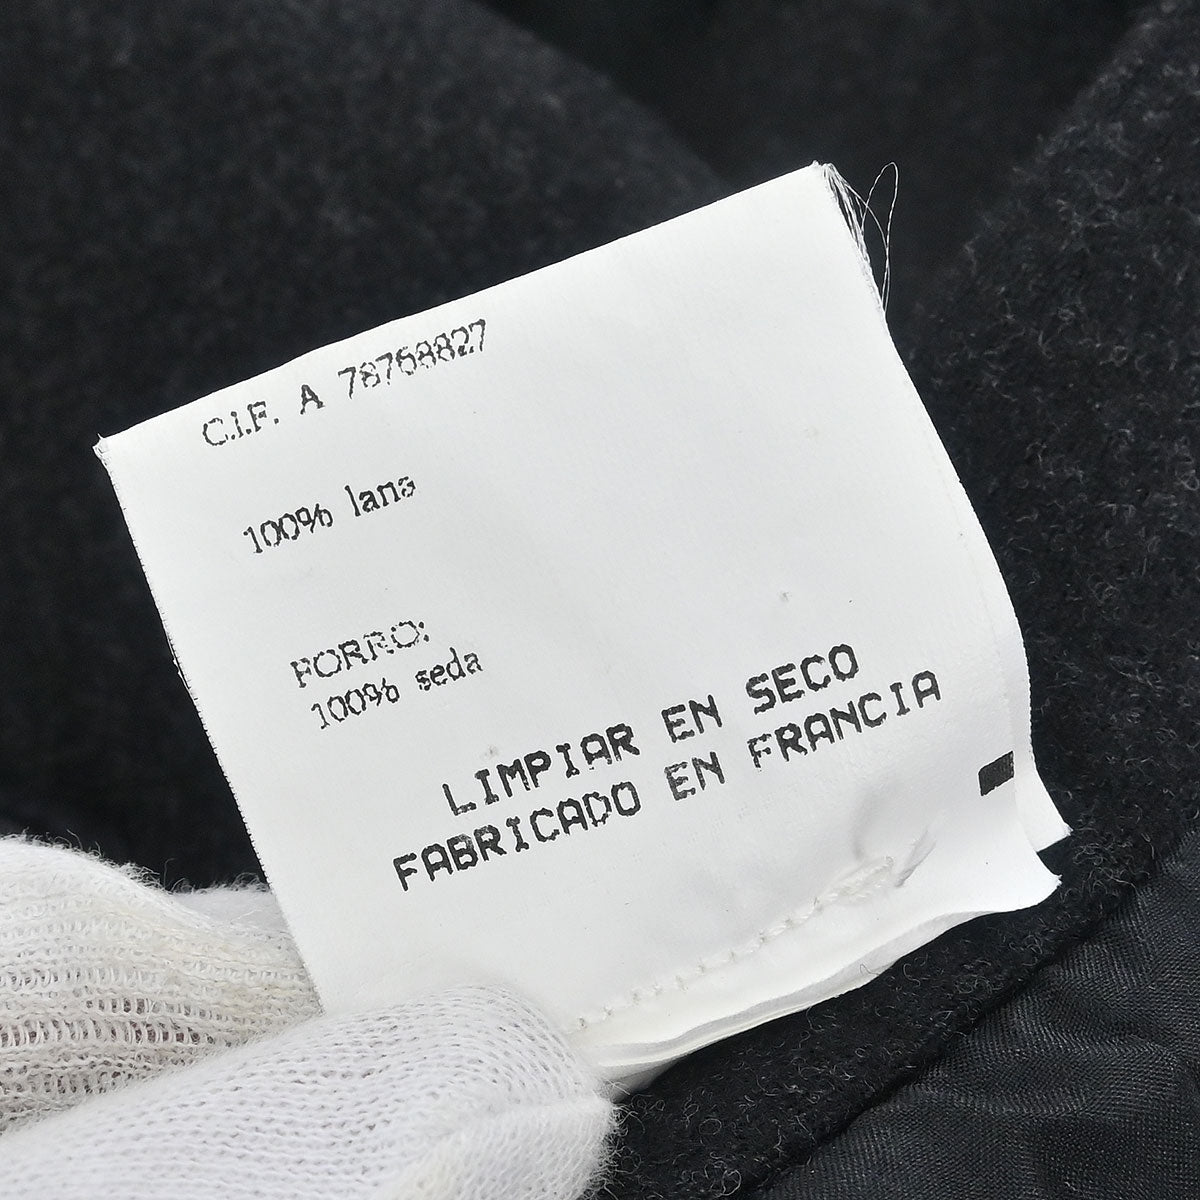 C.I.F. A 78768827
100% lana
FORRO:
100% seda
LIMPIAR EN SECO
FABRICADO EN FRANCIA